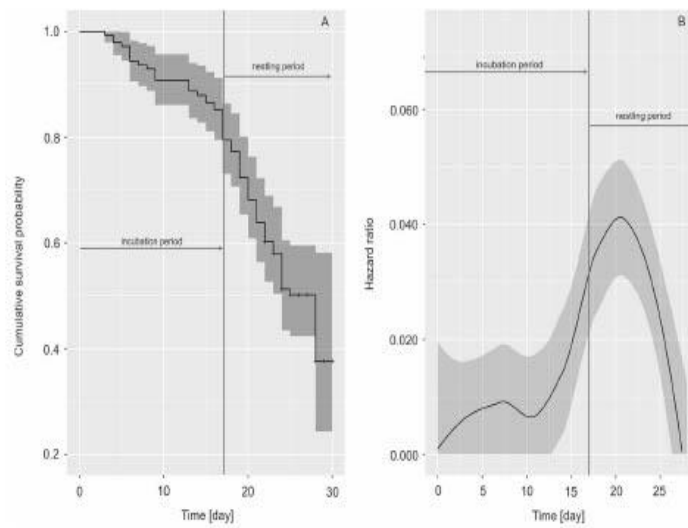 A
1.0
nestling period
0.8
incubation period
0.6
0.4
0.2
Cumulative survival probability
0 10 20 30
Time [day]
B
incubation period
0.060
nestling period
0.040
0.020
0.000
Hazard ratio
0 5 10 15 20 25
Time [day]